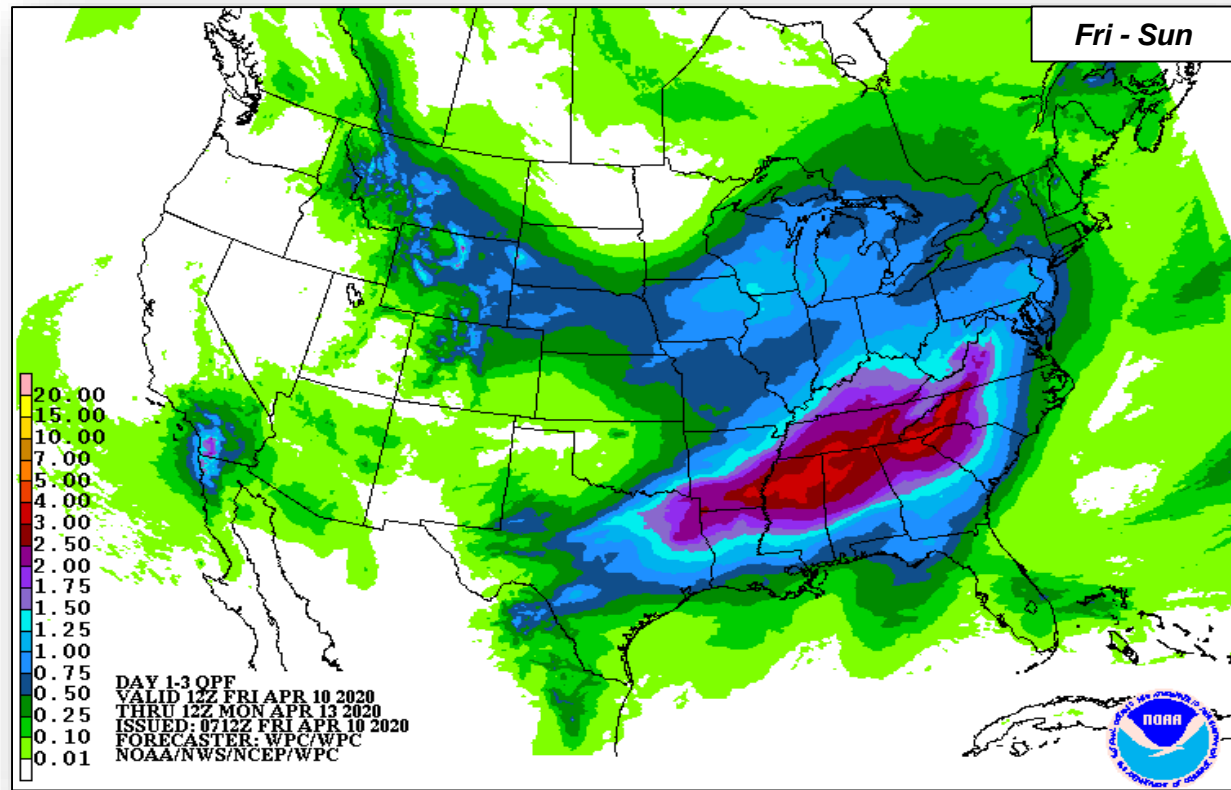 Fri - Sun
20.00
15.00
10.00
7.00
5.00
4.00
3.00
2.50
2.00
1.75
1.50
1.25
1.00
0.75
0.50
0.25
0.10
0.01
DAY 1-3 QPF
VALID 12Z FRI APR 10 2020
THRU 12Z MON APR 13 2020
ISSUED: 0712Z FRI APR 10 2020
FORECASTER: WPC/WPC
NOAA/NWS/NCEP/WPC
NOAA